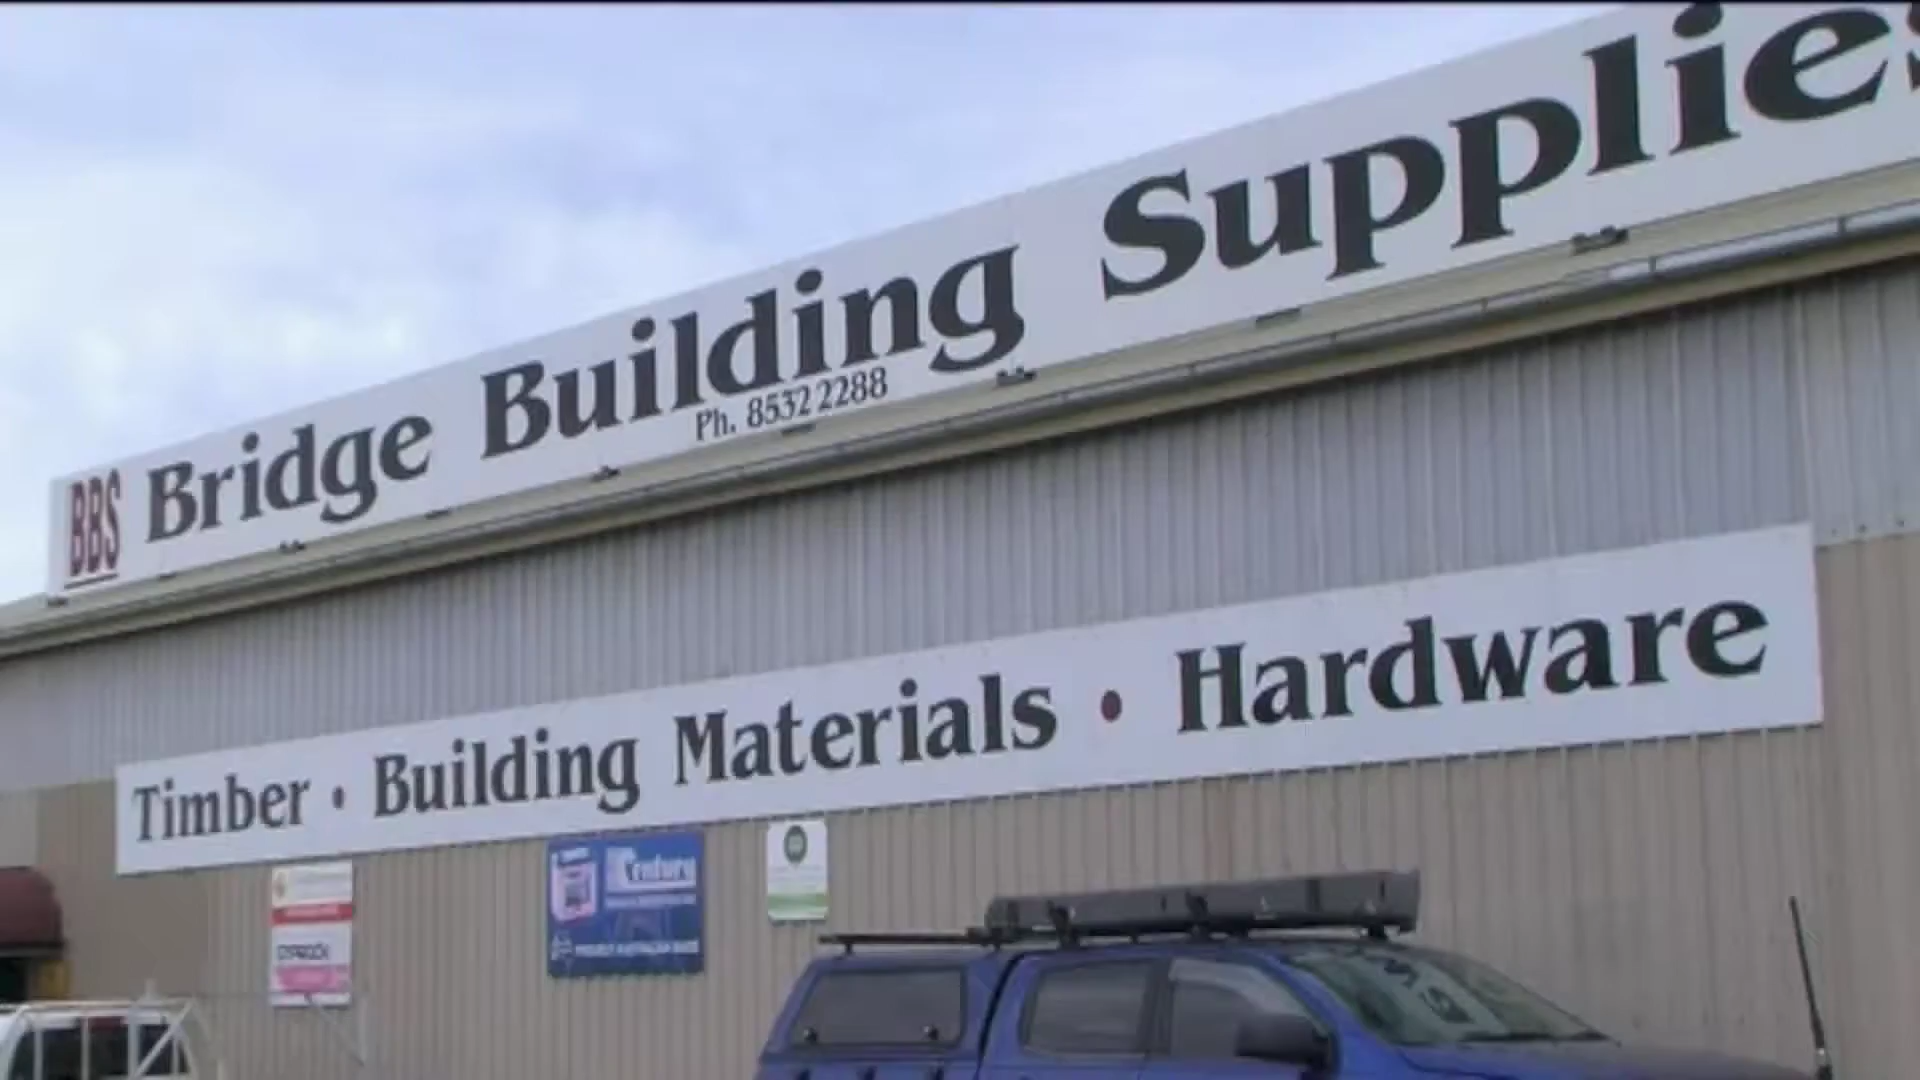 BBS Bridge Building Supplies
Ph. 8532 2288
Timber • Building Materials • Hardware